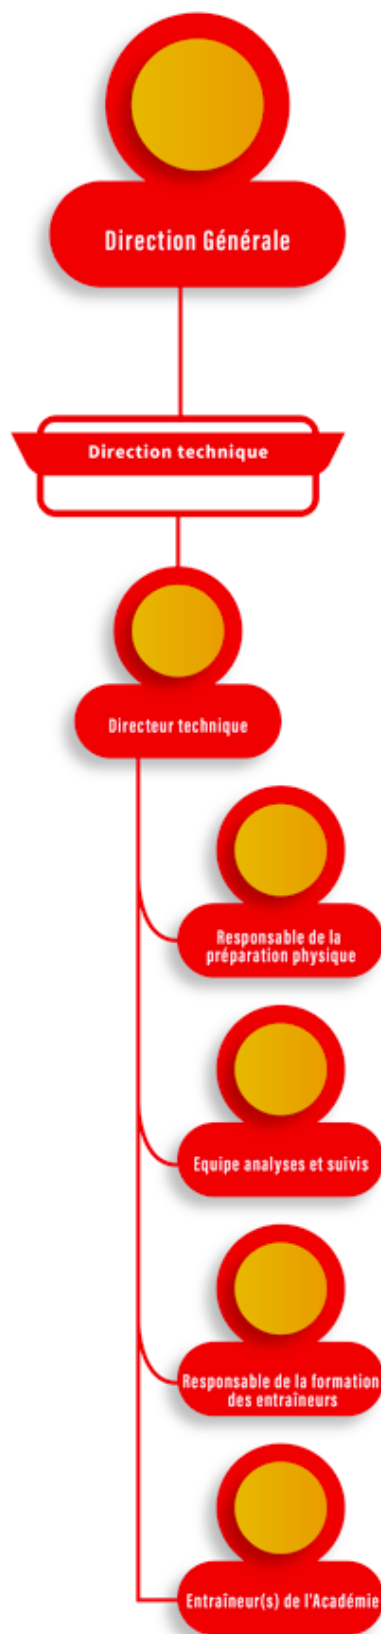 Direction Générale
Direction technique
Directeur technique
Responsable de la
préparation physique
Equipe analyses et suivis
Responsable de la formation
des entraîneurs
Entraîneur(s) de l'Académie